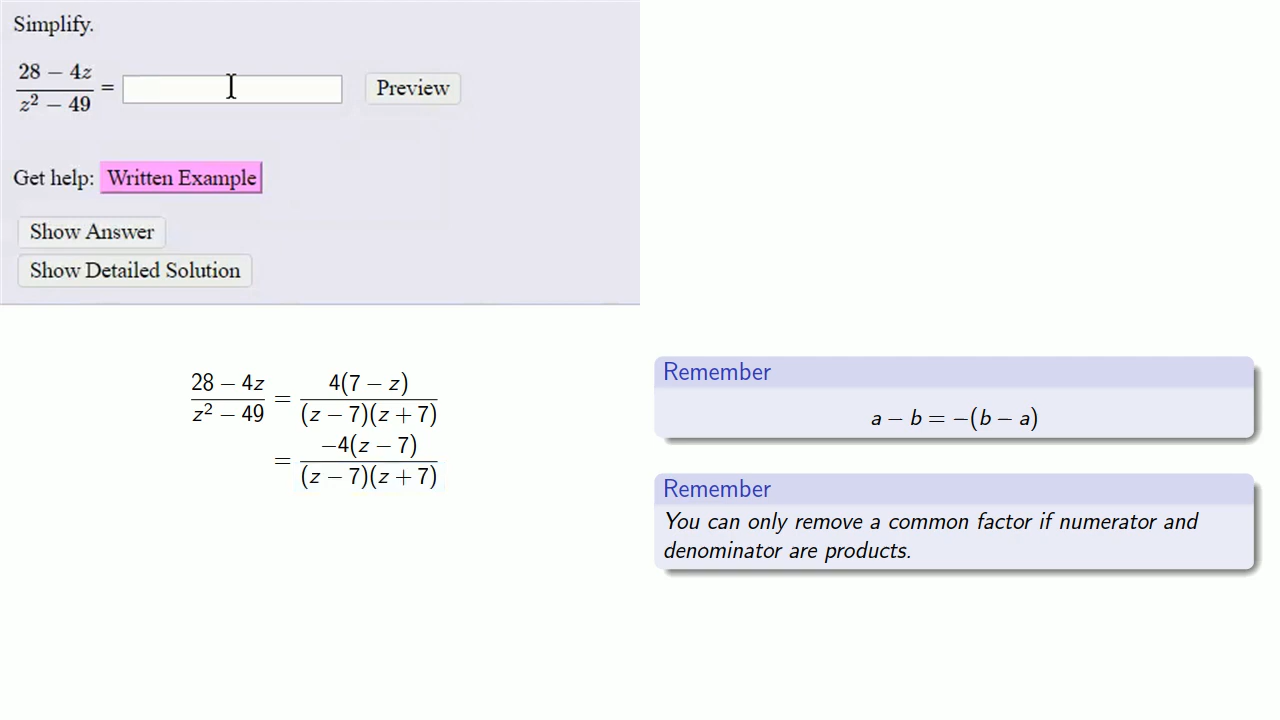 Simplify.
28 − 4z
z² − 49
=
Preview
Get help: Written Example
Show Answer
Show Detailed Solution
28 − 4z / z² − 49 = 4(7 − z) / (z − 7)(z + 7)
= −4(z − 7) / (z − 7)(z + 7)
Remember
a − b = −(b − a)
Remember
You can only remove a common factor if numerator and
denominator are products.